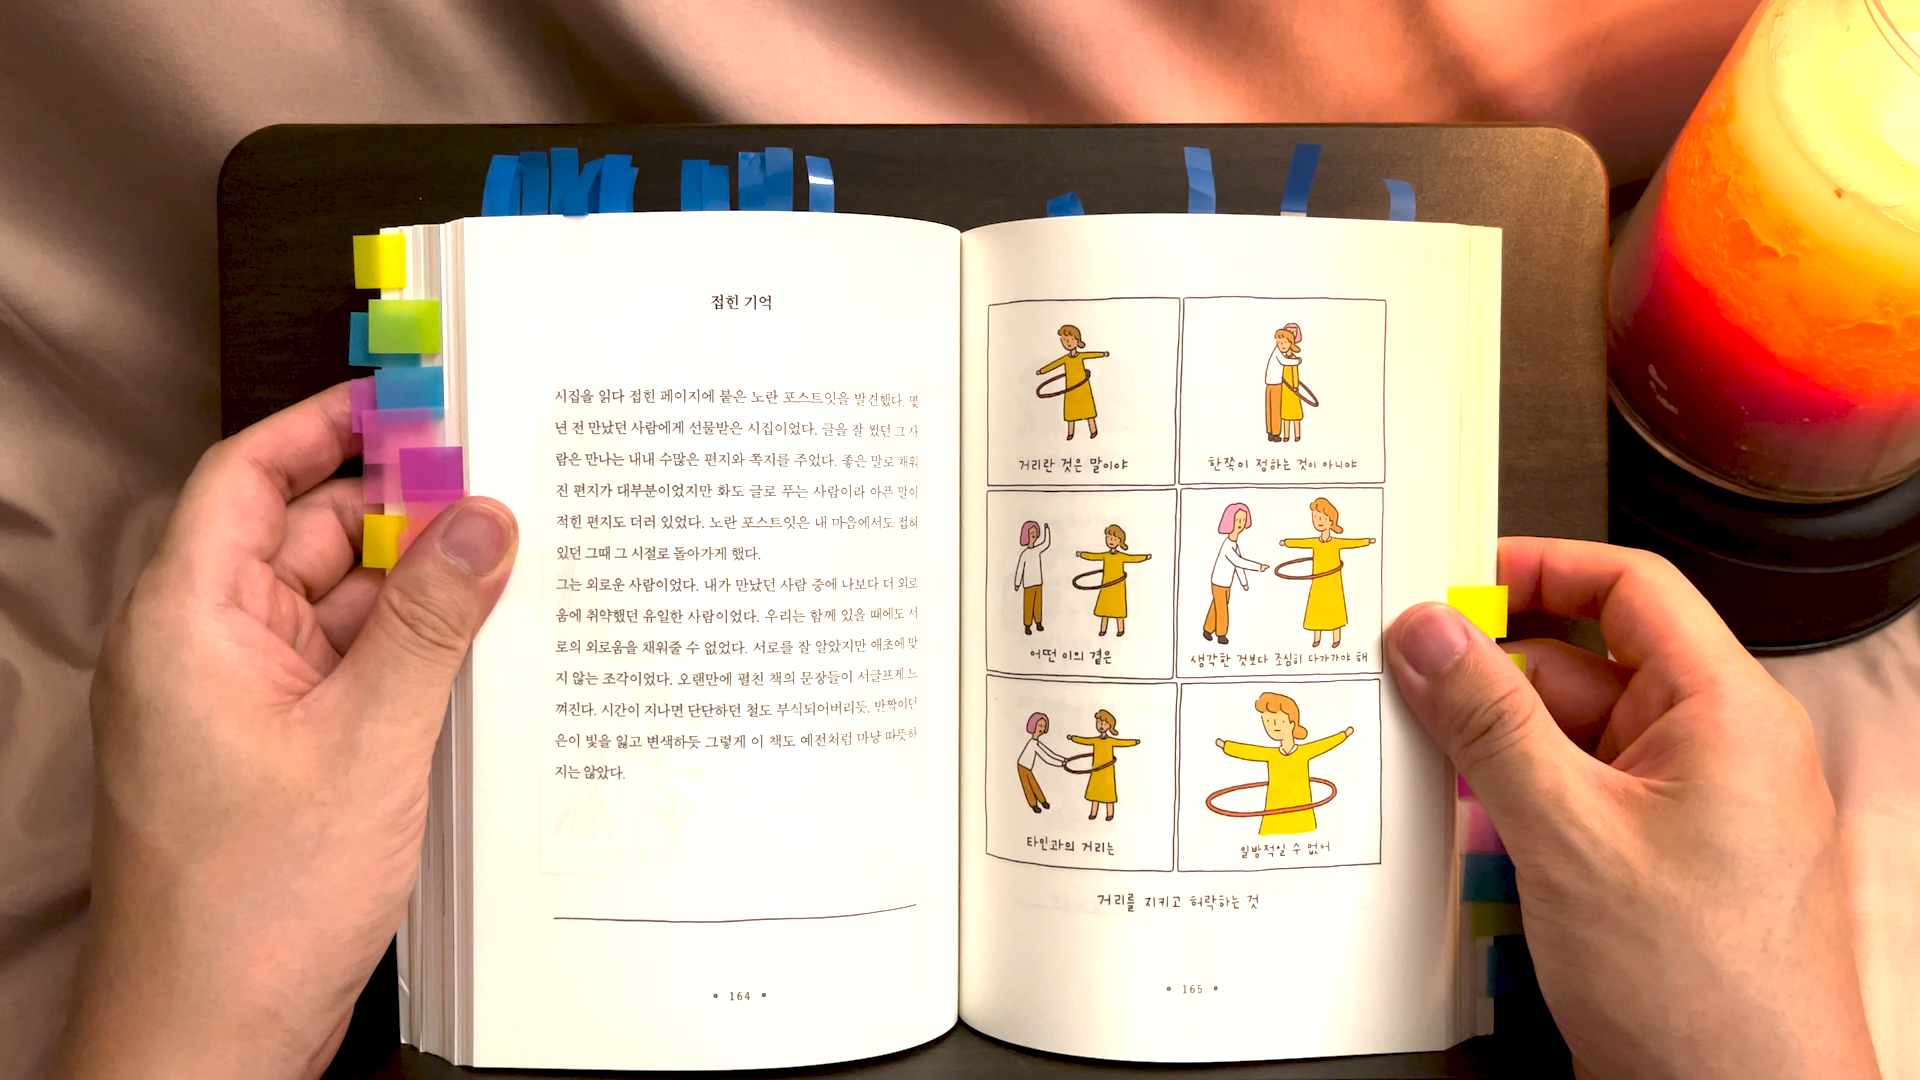 접힌 기억
시집을 읽다 접힌 페이지에 붙은 노란 포스트잇을 발견했다. 몇
년 전 만났던 사람에게 선물받은 시집이었다. 글을 잘 썼던 그 사
람은 만나는 내내 수많은 편지와 쪽지를 주었다. 좋은 말로 채워
진 편지가 대부분이었지만 화도 글로 푸는 사람이라 아픈 말이
적힌 편지도 더러 있었다. 노란 포스트잇은 내 마음에서도 접혀
있던 그때 그 시절로 돌아가게 했다.
그는 외로운 사람이었다. 내가 만났던 사람 중에 나보다 더 외로
움에 취약했던 유일한 사람이었다. 우리는 함께 있을 때에도 서
로의 외로움을 채워줄 수 없었다. 서로를 잘 알았지만 애초에 맞
지 않는 조각이었다. 오랜만에 펼친 책의 문장들이 서글프게 느
껴진다. 시간이 지나면 단단하던 철도 부식되어버리듯, 반짝이던
은이 빛을 잃고 변색하듯 그렇게 이 책도 예전처럼 마냥 따뜻하
지는 않았다.
164
거리란 것은 말이야
한쪽이 정하는 것이 아니야
어떤 이의 곁은
생각한 것보다 조심히 다가가야 해
타인과의 거리는
일방적일 수 없어
거리를 지키고 허락하는 것
165